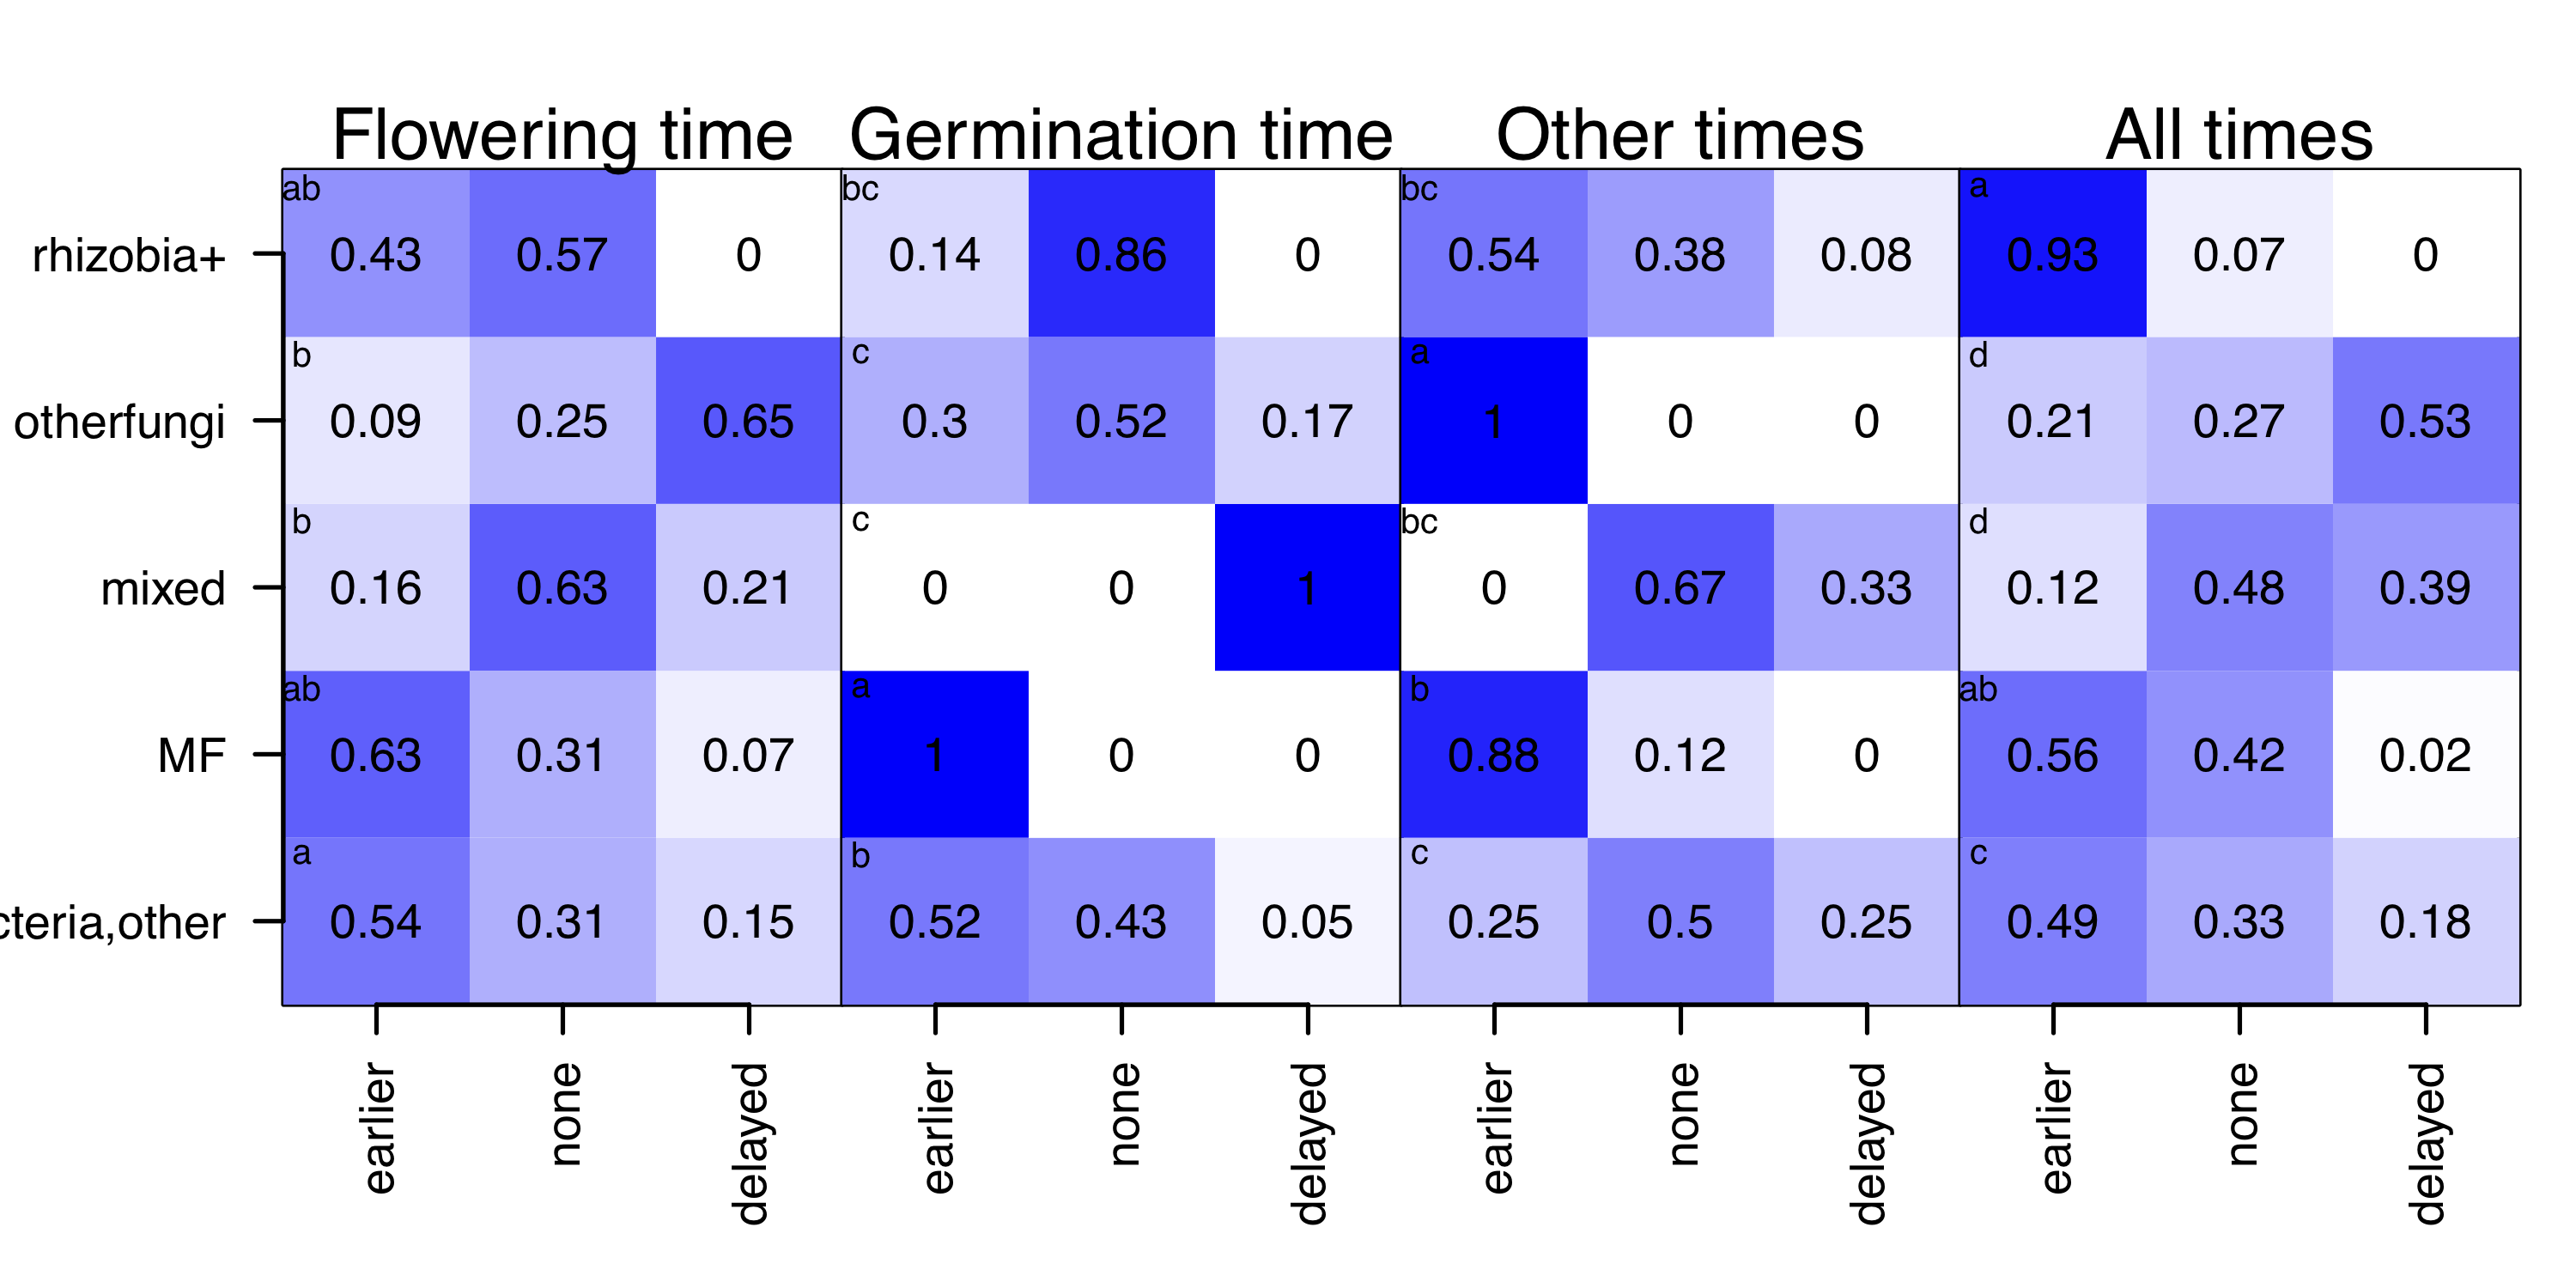 Flowering time Germination time Other times All times
ab bc bc a
rhizobia+ 0.43 0.57 0 0.14 0.86 0 0.54 0.38 0.08 0.93 0.07 0
b c a d
otherfungi 0.09 0.25 0.65 0.3 0.52 0.17 1 0 0 0.21 0.27 0.53
b c bc d
mixed 0.16 0.63 0.21 0 0 1 0 0.67 0.33 0.12 0.48 0.39
ab a b ab
MF 0.63 0.31 0.07 1 0 0 0.88 0.12 0 0.56 0.42 0.02
a b c c
cteria,other 0.54 0.31 0.15 0.52 0.43 0.05 0.25 0.5 0.25 0.49 0.33 0.18
earlier none delayed earlier none delayed earlier none delayed earlier none delayed